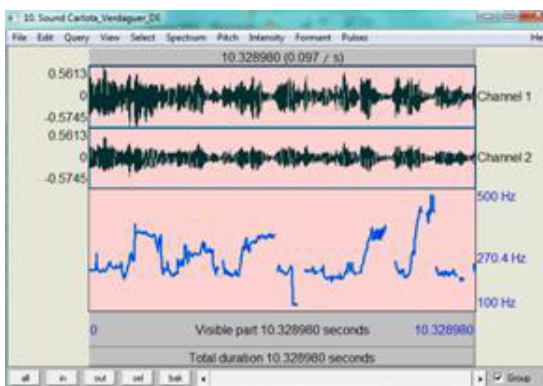 10. Sound Carlota_Verdaguer_DE
File Edit Query View Select Spectrum Pitch Intensity Formant Pulses He
10.328980 (0.097 / s)
0.5613
0
-0.5745
Channel 1
0.5613
0
-0.5745
Channel 2
500 Hz
270.4 Hz
100 Hz
0 Visible part 10.328980 seconds 10.328980
Total duration 10.328980 seconds
all in out sel bak Group